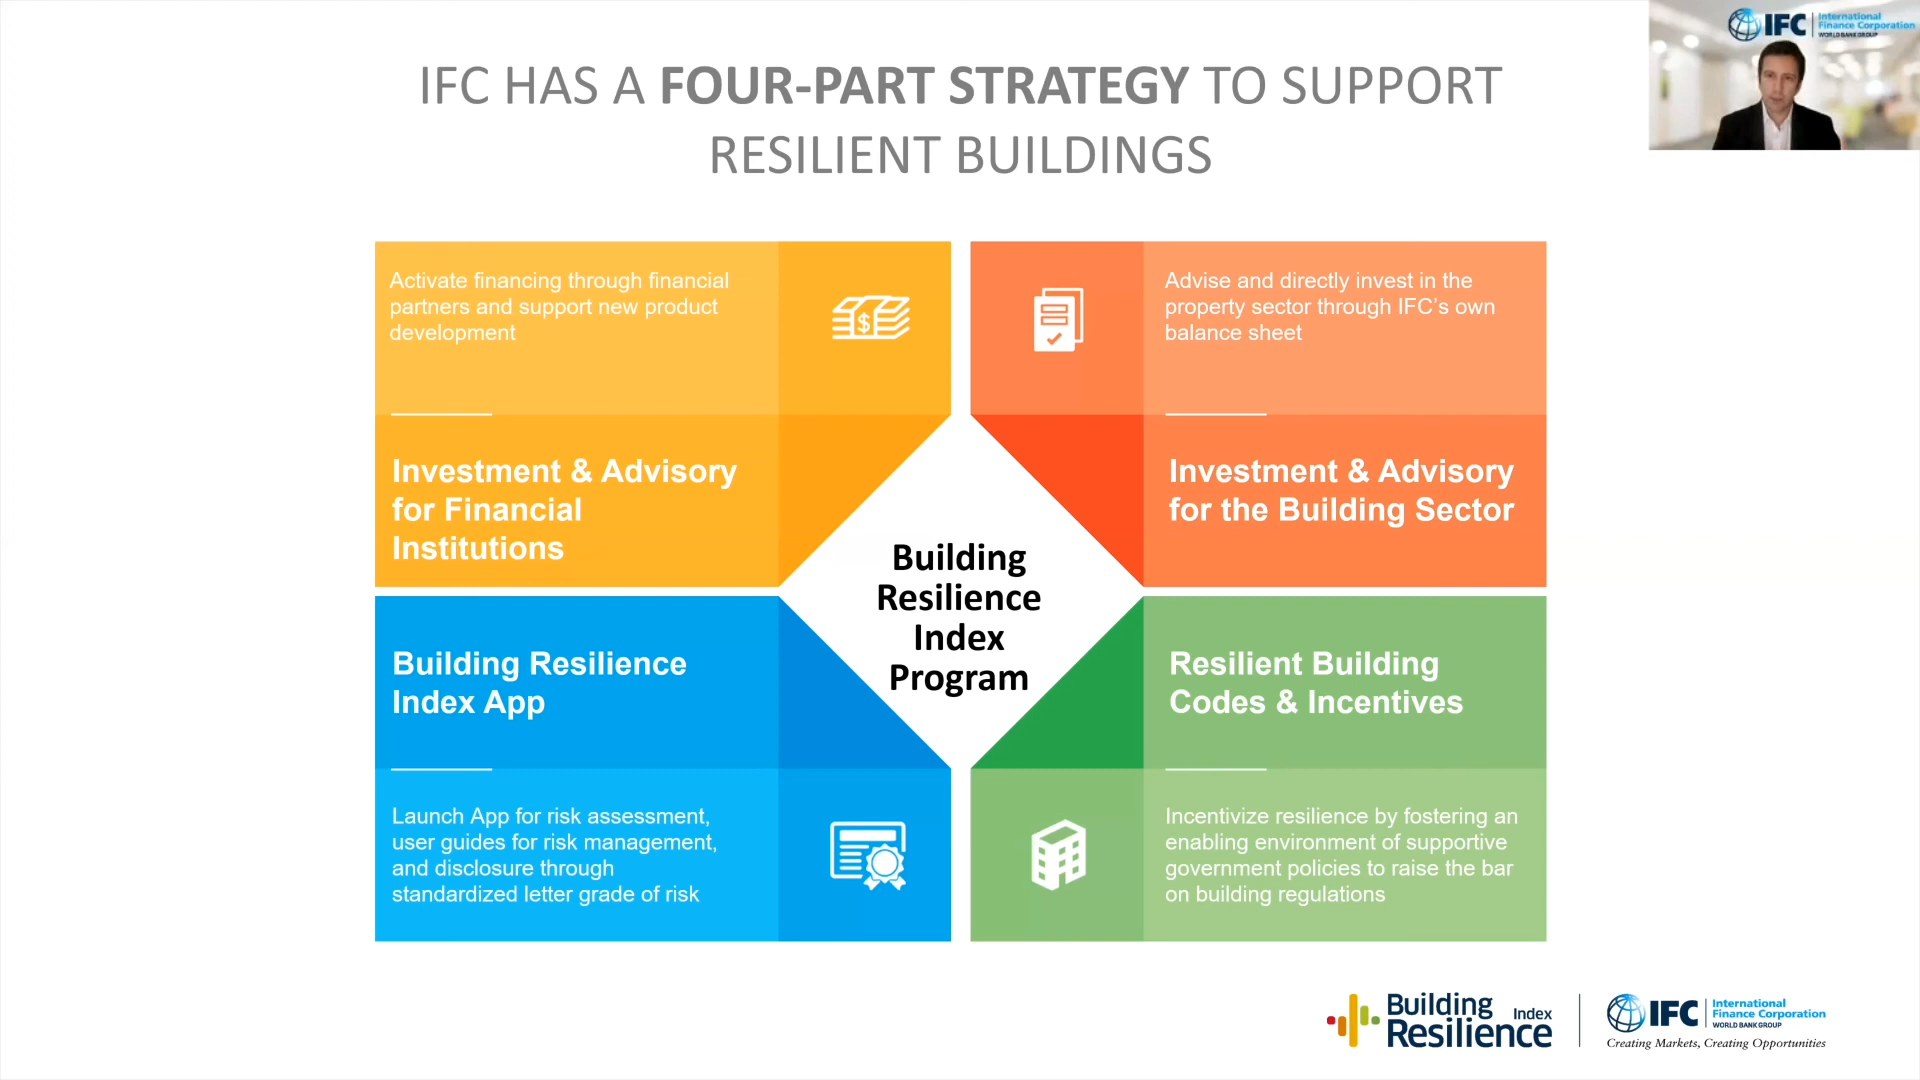 IFC HAS A FOUR-PART STRATEGY TO SUPPORT
RESILIENT BUILDINGS
IFC
International
Finance Corporation
WORLD BANK GROUP
Activate financing through financial
partners and support new product
development
Investment & Advisory
for Financial
Institutions
$
Advise and directly invest in the
property sector through IFC’s own
balance sheet
Investment & Advisory
for the Building Sector
Building
Resilience
Index
Program
Building Resilience
Index App
Launch App for risk assessment,
user guides for risk management,
and disclosure through
standardized letter grade of risk
Resilient Building
Codes & Incentives
Incentivize resilience by fostering an
enabling environment of supportive
government policies to raise the bar
on building regulations
Building
Resilience Index
IFC
International
Finance Corporation
WORLD BANK GROUP
Creating Markets, Creating Opportunities